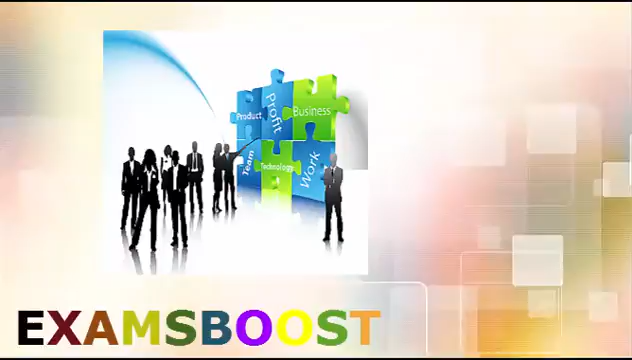 Product
Profit
Business
Team
Technology
Work
EXAMSBOOST